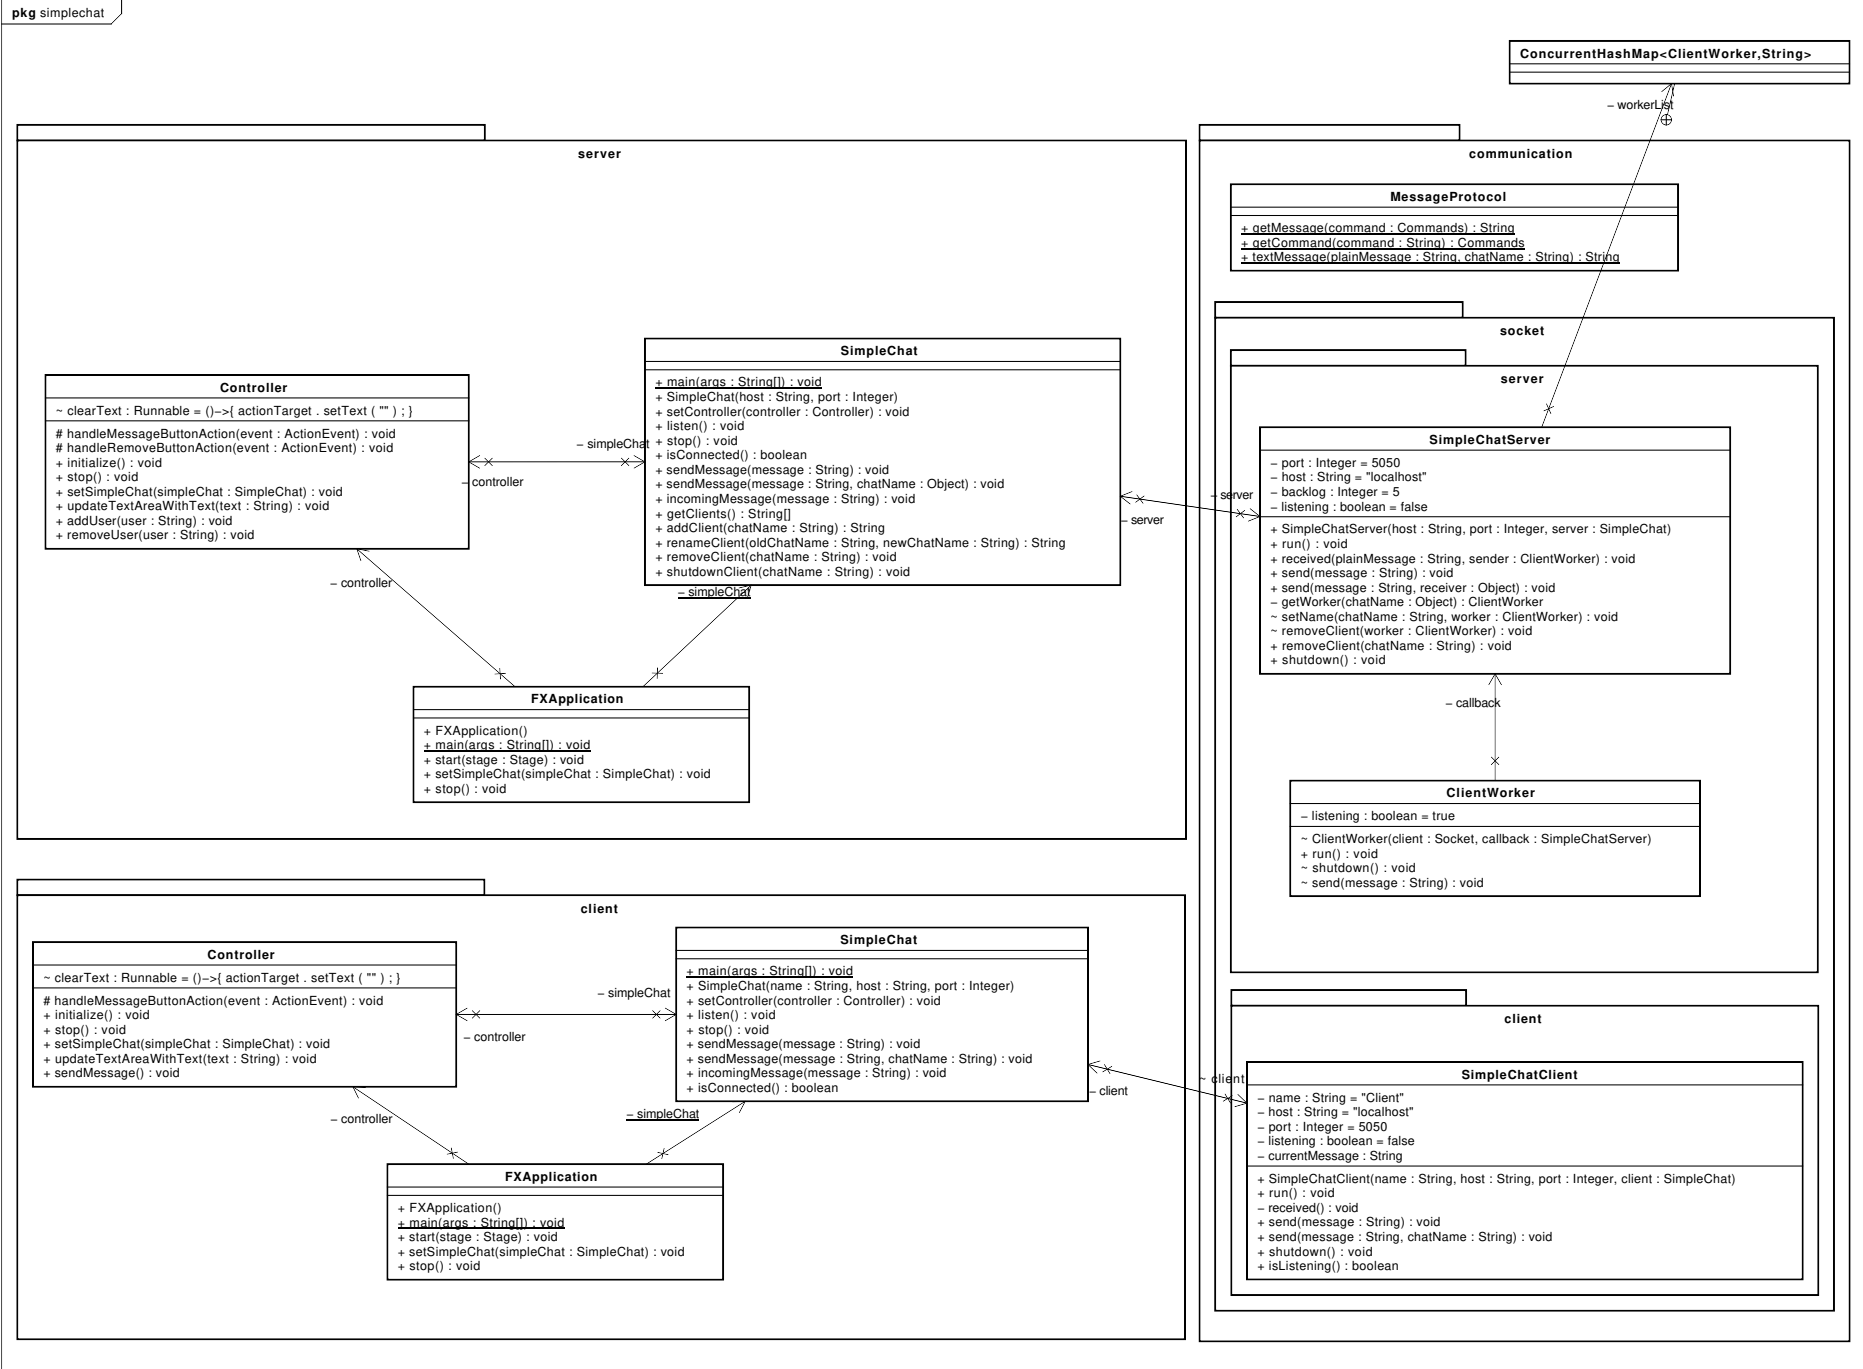 pkg simplechat
ConcurrentHashMap<ClientWorker,String>
– workerList
server
Controller
~ clearText : Runnable = ()–>{ actionTarget . setText ( "" ) ; }
# handleMessageButtonAction(event : ActionEvent) : void
# handleRemoveButtonAction(event : ActionEvent) : void
+ initialize() : void
+ stop() : void
+ setSimpleChat(simpleChat : SimpleChat) : void
+ updateTextAreaWithText(text : String) : void
+ addUser(user : String) : void
+ removeUser(user : String) : void
– simpleChat
– controller
SimpleChat
+ main(args : String[]) : void
+ SimpleChat(host : String, port : Integer)
+ setController(controller : Controller) : void
+ listen() : void
+ stop() : void
+ isConnected() : boolean
+ sendMessage(message : String) : void
+ sendMessage(message : String, chatName : Object) : void
+ incomingMessage(message : String) : void
+ getClients() : String[]
+ addClient(chatName : String) : String
+ renameClient(oldChatName : String, newChatName : String) : String
+ removeClient(chatName : String) : void
+ shutdownClient(chatName : String) : void
– controller
– simpleChat
FXApplication
+ FXApplication()
+ main(args : String[]) : void
+ start(stage : Stage) : void
+ setSimpleChat(simpleChat : SimpleChat) : void
+ stop() : void
– server
– server
communication
MessageProtocol
+ getMessage(command : Commands) : String
+ getCommand(command : String) : Commands
+ textMessage(plainMessage : String, chatName : String) : String
socket
server
SimpleChatServer
– port : Integer = 5050
– host : String = "localhost"
– backlog : Integer = 5
– listening : boolean = false
+ SimpleChatServer(host : String, port : Integer, server : SimpleChat)
+ run() : void
+ received(plainMessage : String, sender : ClientWorker) : void
+ send(message : String) : void
+ send(message : String, receiver : Object) : void
– getWorker(chatName : Object) : ClientWorker
~ setName(chatName : String, worker : ClientWorker) : void
~ removeClient(worker : ClientWorker) : void
+ removeClient(chatName : String) : void
+ shutdown() : void
– callback
ClientWorker
– listening : boolean = true
~ ClientWorker(client : Socket, callback : SimpleChatServer)
+ run() : void
~ shutdown() : void
~ send(message : String) : void
client
Controller
~ clearText : Runnable = ()–>{ actionTarget . setText ( "" ) ; }
# handleMessageButtonAction(event : ActionEvent) : void
+ initialize() : void
+ stop() : void
+ setSimpleChat(simpleChat : SimpleChat) : void
+ updateTextAreaWithText(text : String) : void
+ sendMessage() : void
– simpleChat
– controller
SimpleChat
+ main(args : String[]) : void
+ SimpleChat(name : String, host : String, port : Integer)
+ setController(controller : Controller) : void
+ listen() : void
+ stop() : void
+ sendMessage(message : String) : void
+ sendMessage(message : String, chatName : String) : void
+ incomingMessage(message : String) : void
+ isConnected() : boolean
– controller
– simpleChat
FXApplication
+ FXApplication()
+ main(args : String[]) : void
+ start(stage : Stage) : void
+ setSimpleChat(simpleChat : SimpleChat) : void
+ stop() : void
~ client
– client
client
SimpleChatClient
– name : String = "Client"
– host : String = "localhost"
– port : Integer = 5050
– listening : boolean = false
– currentMessage : String
+ SimpleChatClient(name : String, host : String, port : Integer, client : SimpleChat)
+ run() : void
– received() : void
+ send(message : String) : void
+ send(message : String, chatName : String) : void
+ shutdown() : void
+ isListening() : boolean